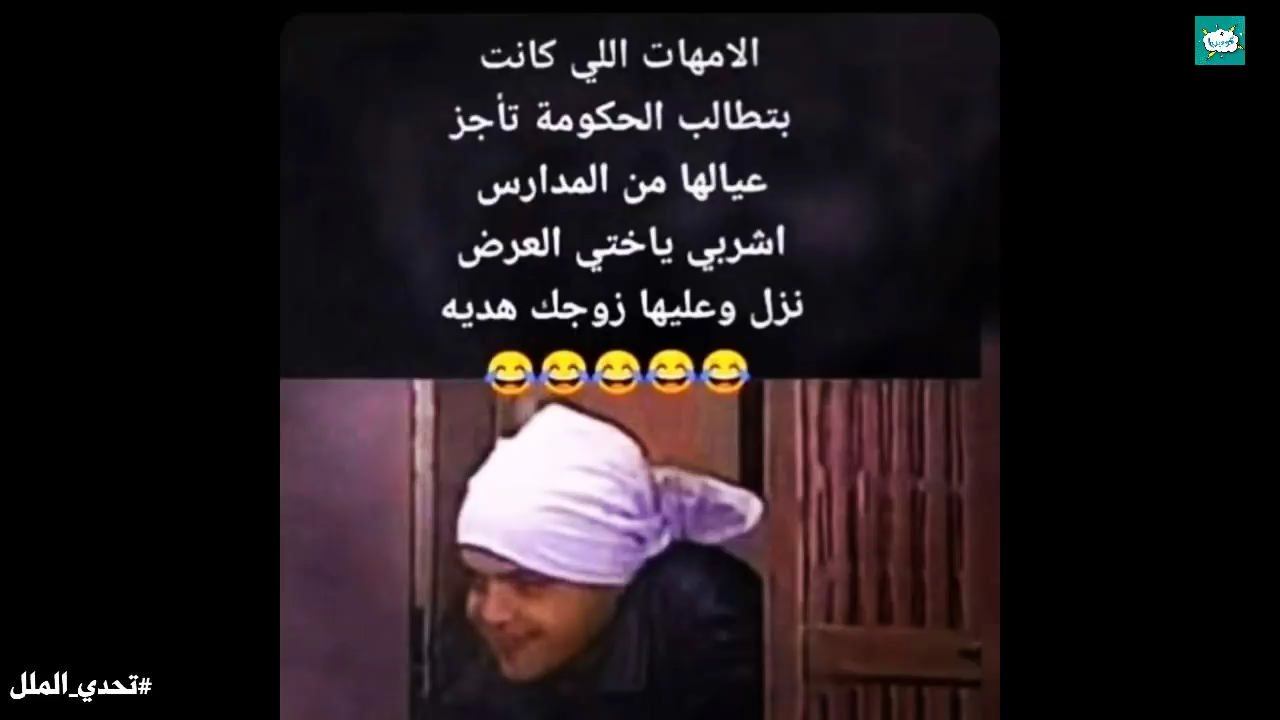 الامهات اللي كانت
بتطالب الحكومة تأجز
عيالها من المدارس
اشربي ياختي العرض
نزل وعليها زوجك هديه
😂😂😂😂😂
#تحدي_الملل